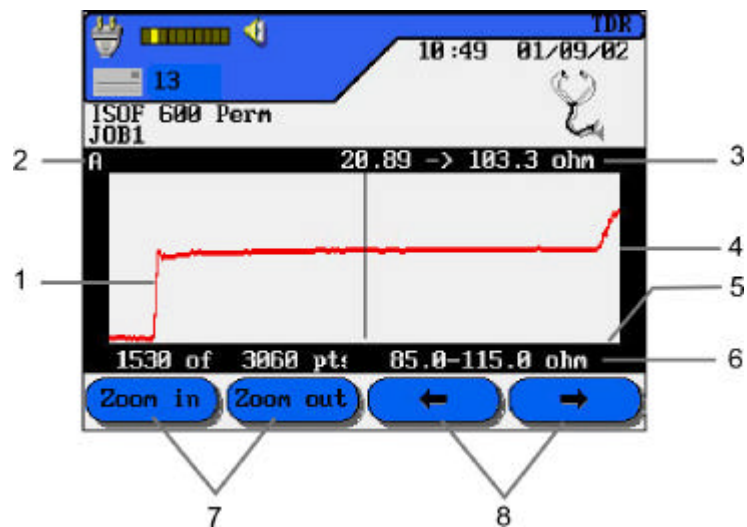 TDR
10:49 01/09/02
13
ISOF 600 Perm
JOB1
2
A 20.89 -> 103.3 ohm
3
4
1
5
1530 of 3060 pts 85.0-115.0 ohm
6
Zoom in Zoom out ← →
7 8